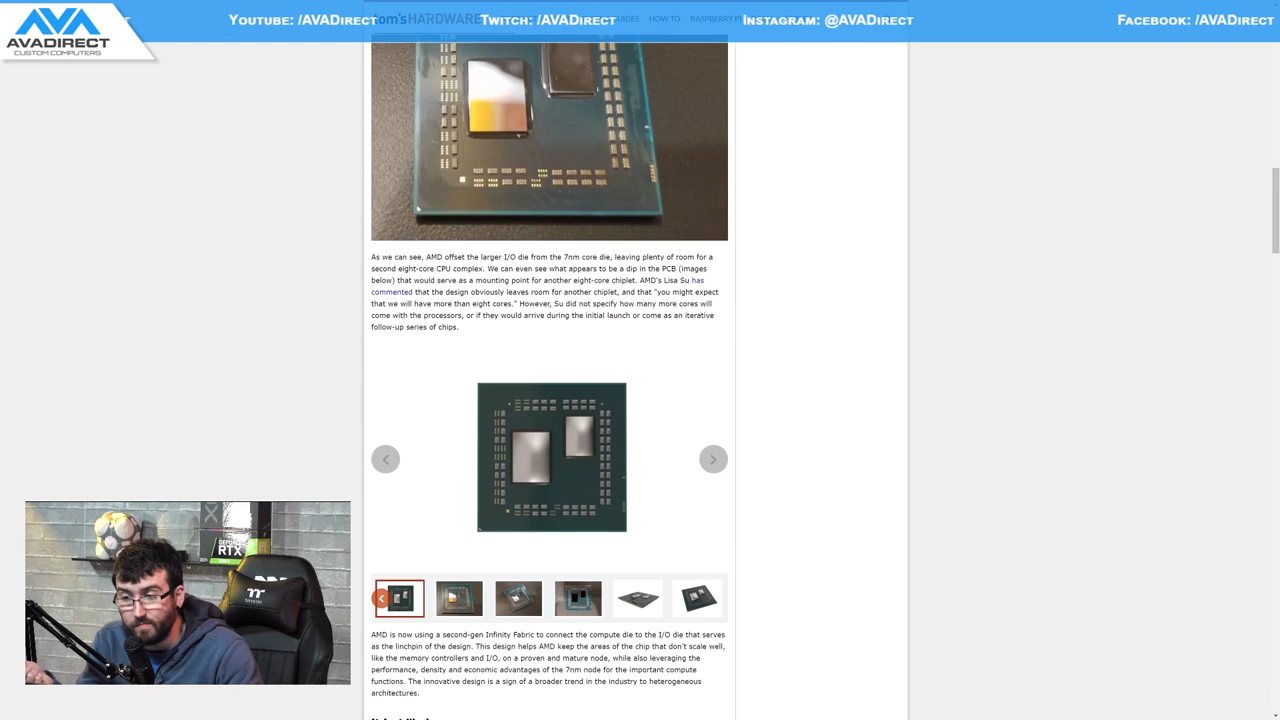 Youtube: /AVADirect
Twitch: /AVADirect
Instagram: @AVADirect
Facebook: /AVADirect
AVADIRECT
CUSTOM COMPUTERS
tom'sHARDWARE
HOW TO
RASPBERRY
As we can see, AMD offset the larger I/O die from the 7nm core die, leaving plenty of room for a
second eight-core CPU complex. We can even see what appears to be a dip in the PCB (images
below) that would serve as a mounting point for another eight-core chiplet. AMD's Lisa Su has
commented that the design obviously leaves room for another chiplet, and that "you might expect
that we will have more than eight cores." However, Su did not specify how many more cores will
come with the processors, or if they would arrive during the initial launch or come as an iterative
follow-up series of chips.
GEFORCE
RTX
AMD is now using a second-gen Infinity Fabric to connect the compute die to the I/O die that serves
as the linchpin of the design. This design helps AMD keep the areas of the chip that don't scale well,
like the memory controllers and I/O, on a proven and mature node, while also leveraging the
performance, density and economic advantages of the 7nm node for the important compute
functions. The innovative design is a sign of a broader trend in the industry to heterogeneous
architectures.